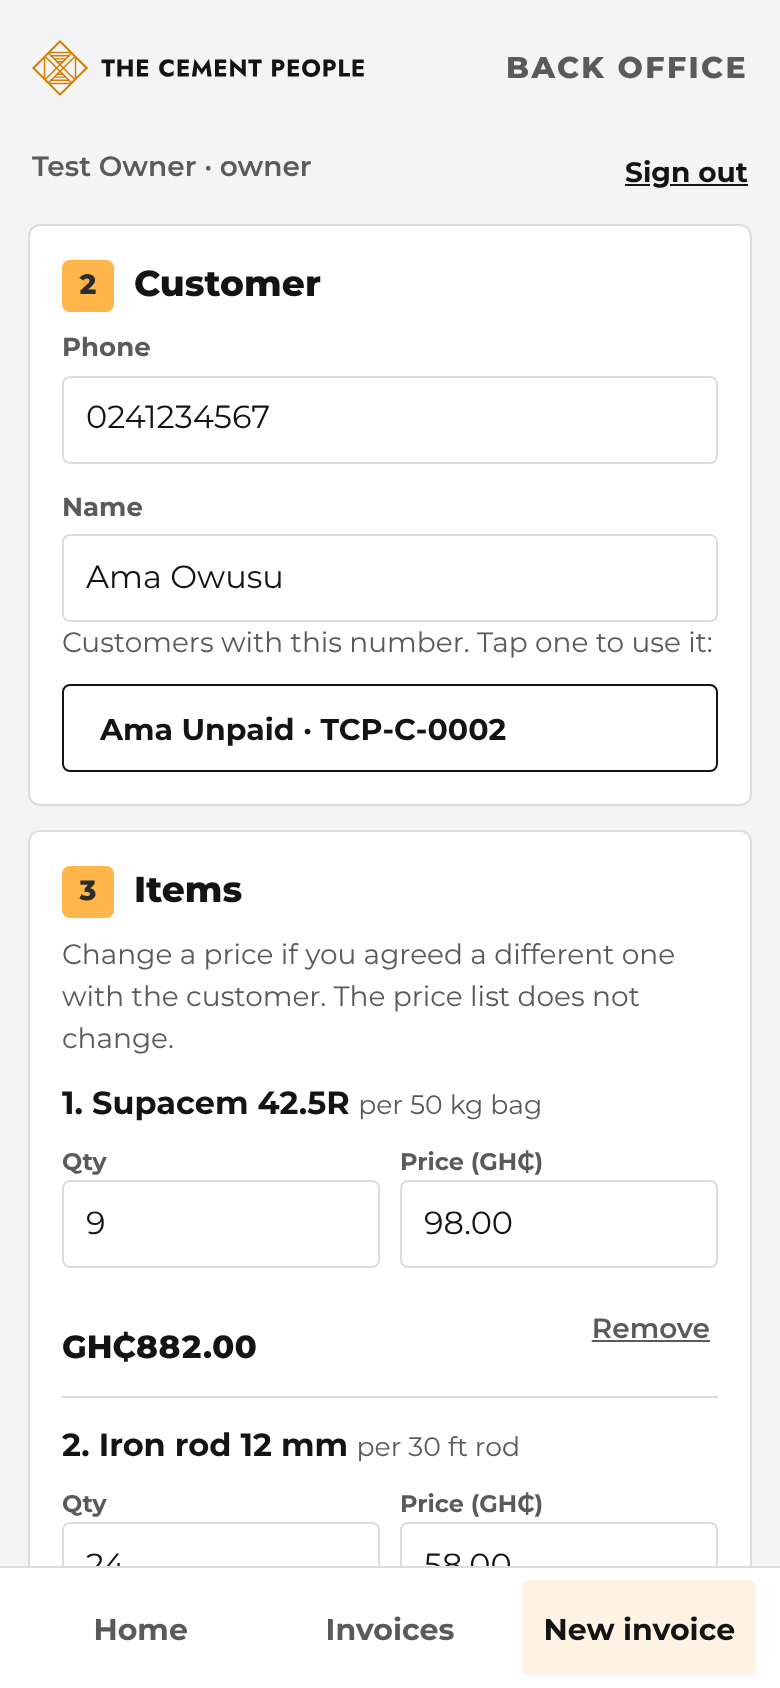 THE CEMENT PEOPLE
BACK OFFICE
Test Owner · owner
Sign out
2 Customer
Phone
0241234567
Name
Ama Owusu
Customers with this number. Tap one to use it:
Ama Unpaid · TCP-C-0002
3 Items
Change a price if you agreed a different one
with the customer. The price list does not
change.
1. Supacem 42.5R per 50 kg bag
Qty
Price (GH₵)
9
98.00
GH₵882.00
Remove
2. Iron rod 12 mm per 30 ft rod
Qty
Price (GH₵)
24
58.00
Home
Invoices
New invoice